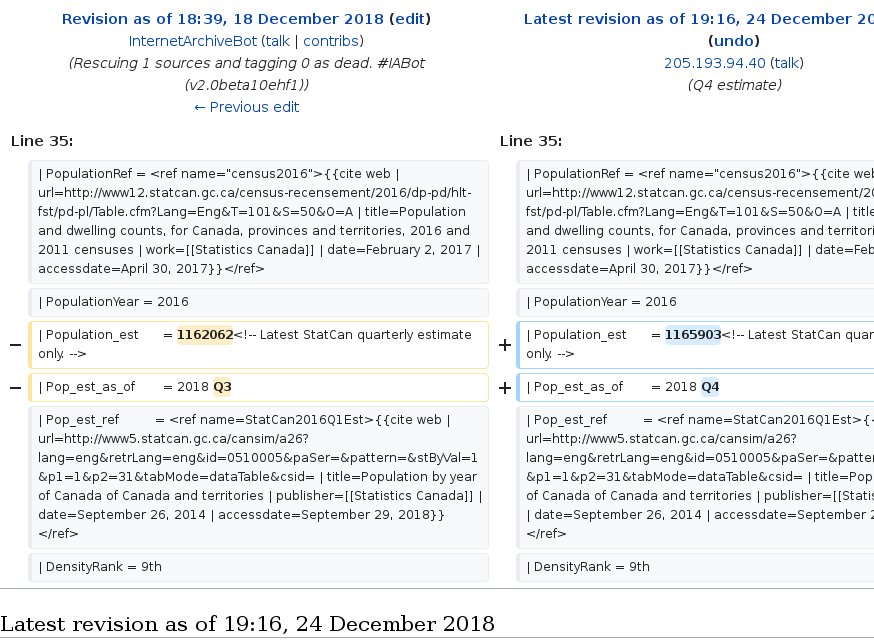 Revision as of 18:39, 18 December 2018 (edit)
InternetArchiveBot (talk | contribs)
(Rescuing 1 sources and tagging 0 as dead. #IABot
(v2.0beta10ehf1))
← Previous edit
Latest revision as of 19:16, 24 December 20
(undo)
205.193.94.40 (talk)
(Q4 estimate)
Line 35:
| PopulationRef = <ref name="census2016">{{cite web |
url=http://www12.statcan.gc.ca/census-recensement/2016/dp-pd/hlt-
fst/pd-pl/Table.cfm?Lang=Eng&T=101&S=50&O=A | title=Population
and dwelling counts, for Canada, provinces and territories, 2016 and
2011 censuses | work=[[Statistics Canada]] | date=February 2, 2017 |
accessdate=April 30, 2017}}</ref>
| PopulationYear = 2016
− | Population_est = 1162062<!-- Latest StatCan quarterly estimate
only. -->
− | Pop_est_as_of = 2018 Q3
| Pop_est_ref = <ref name=StatCan2016Q1Est>{{cite web |
url=http://www5.statcan.gc.ca/cansim/a26?
lang=eng&retrLang=eng&id=0510005&paSer=&pattern=&stByVal=1
&p1=1&p2=31&tabMode=dataTable&csid= | title=Population by year
of Canada of Canada and territories | publisher=[[Statistics Canada]] |
date=September 26, 2014 | accessdate=September 29, 2018}}
</ref>
| DensityRank = 9th
Line 35:
| PopulationRef = <ref name="census2016">{{cite web
url=http://www12.statcan.gc.ca/census-recensement/20
fst/pd-pl/Table.cfm?Lang=Eng&T=101&S=50&O=A | title
and dwelling counts, for Canada, provinces and territori
2011 censuses | work=[[Statistics Canada]] | date=Feb
accessdate=April 30, 2017}}</ref>
| PopulationYear = 2016
+ | Population_est = 1165903<!-- Latest StatCan quar
only. -->
+ | Pop_est_as_of = 2018 Q4
| Pop_est_ref = <ref name=StatCan2016Q1Est>{{
url=http://www5.statcan.gc.ca/cansim/a26?
lang=eng&retrLang=eng&id=0510005&paSer=&patter
&p1=1&p2=31&tabMode=dataTable&csid= | title=Pop
of Canada of Canada and territories | publisher=[[Statis
| date=September 26, 2014 | accessdate=September 2
</ref>
| DensityRank = 9th
Latest revision as of 19:16, 24 December 2018